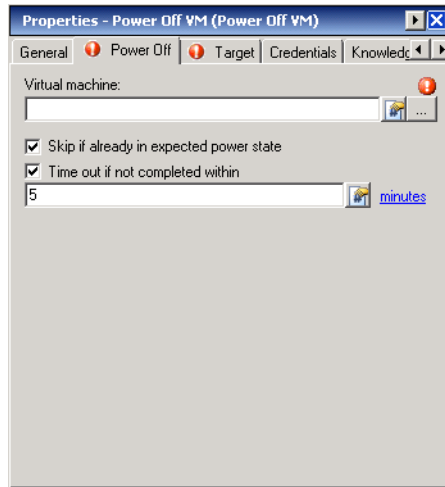 Properties - Power Off VM (Power Off VM)
General Power Off Target Credentials Knowledg
Virtual machine:
...
Skip if already in expected power state
Time out if not completed within
5 minutes